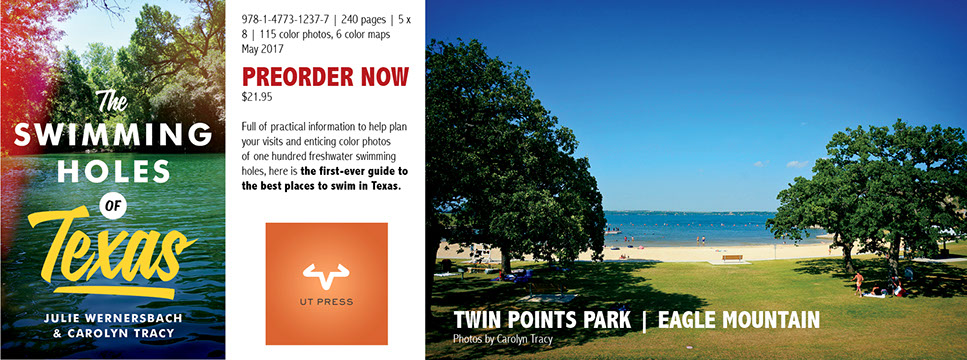 The
SWIMMING
HOLES
OF
Texas
JULIE WERNERSBACH
& CAROLYN TRACY
978-1-4773-1237-7 | 240 pages | 5 x
8 | 115 color photos, 6 color maps
May 2017
PREORDER NOW
$21.95
Full of practical information to help plan
your visits and enticing color photos
of one hundred freshwater swimming
holes, here is the first-ever guide to
the best places to swim in Texas.
UT PRESS
TWIN POINTS PARK | EAGLE MOUNTAIN
Photos by Carolyn Tracy